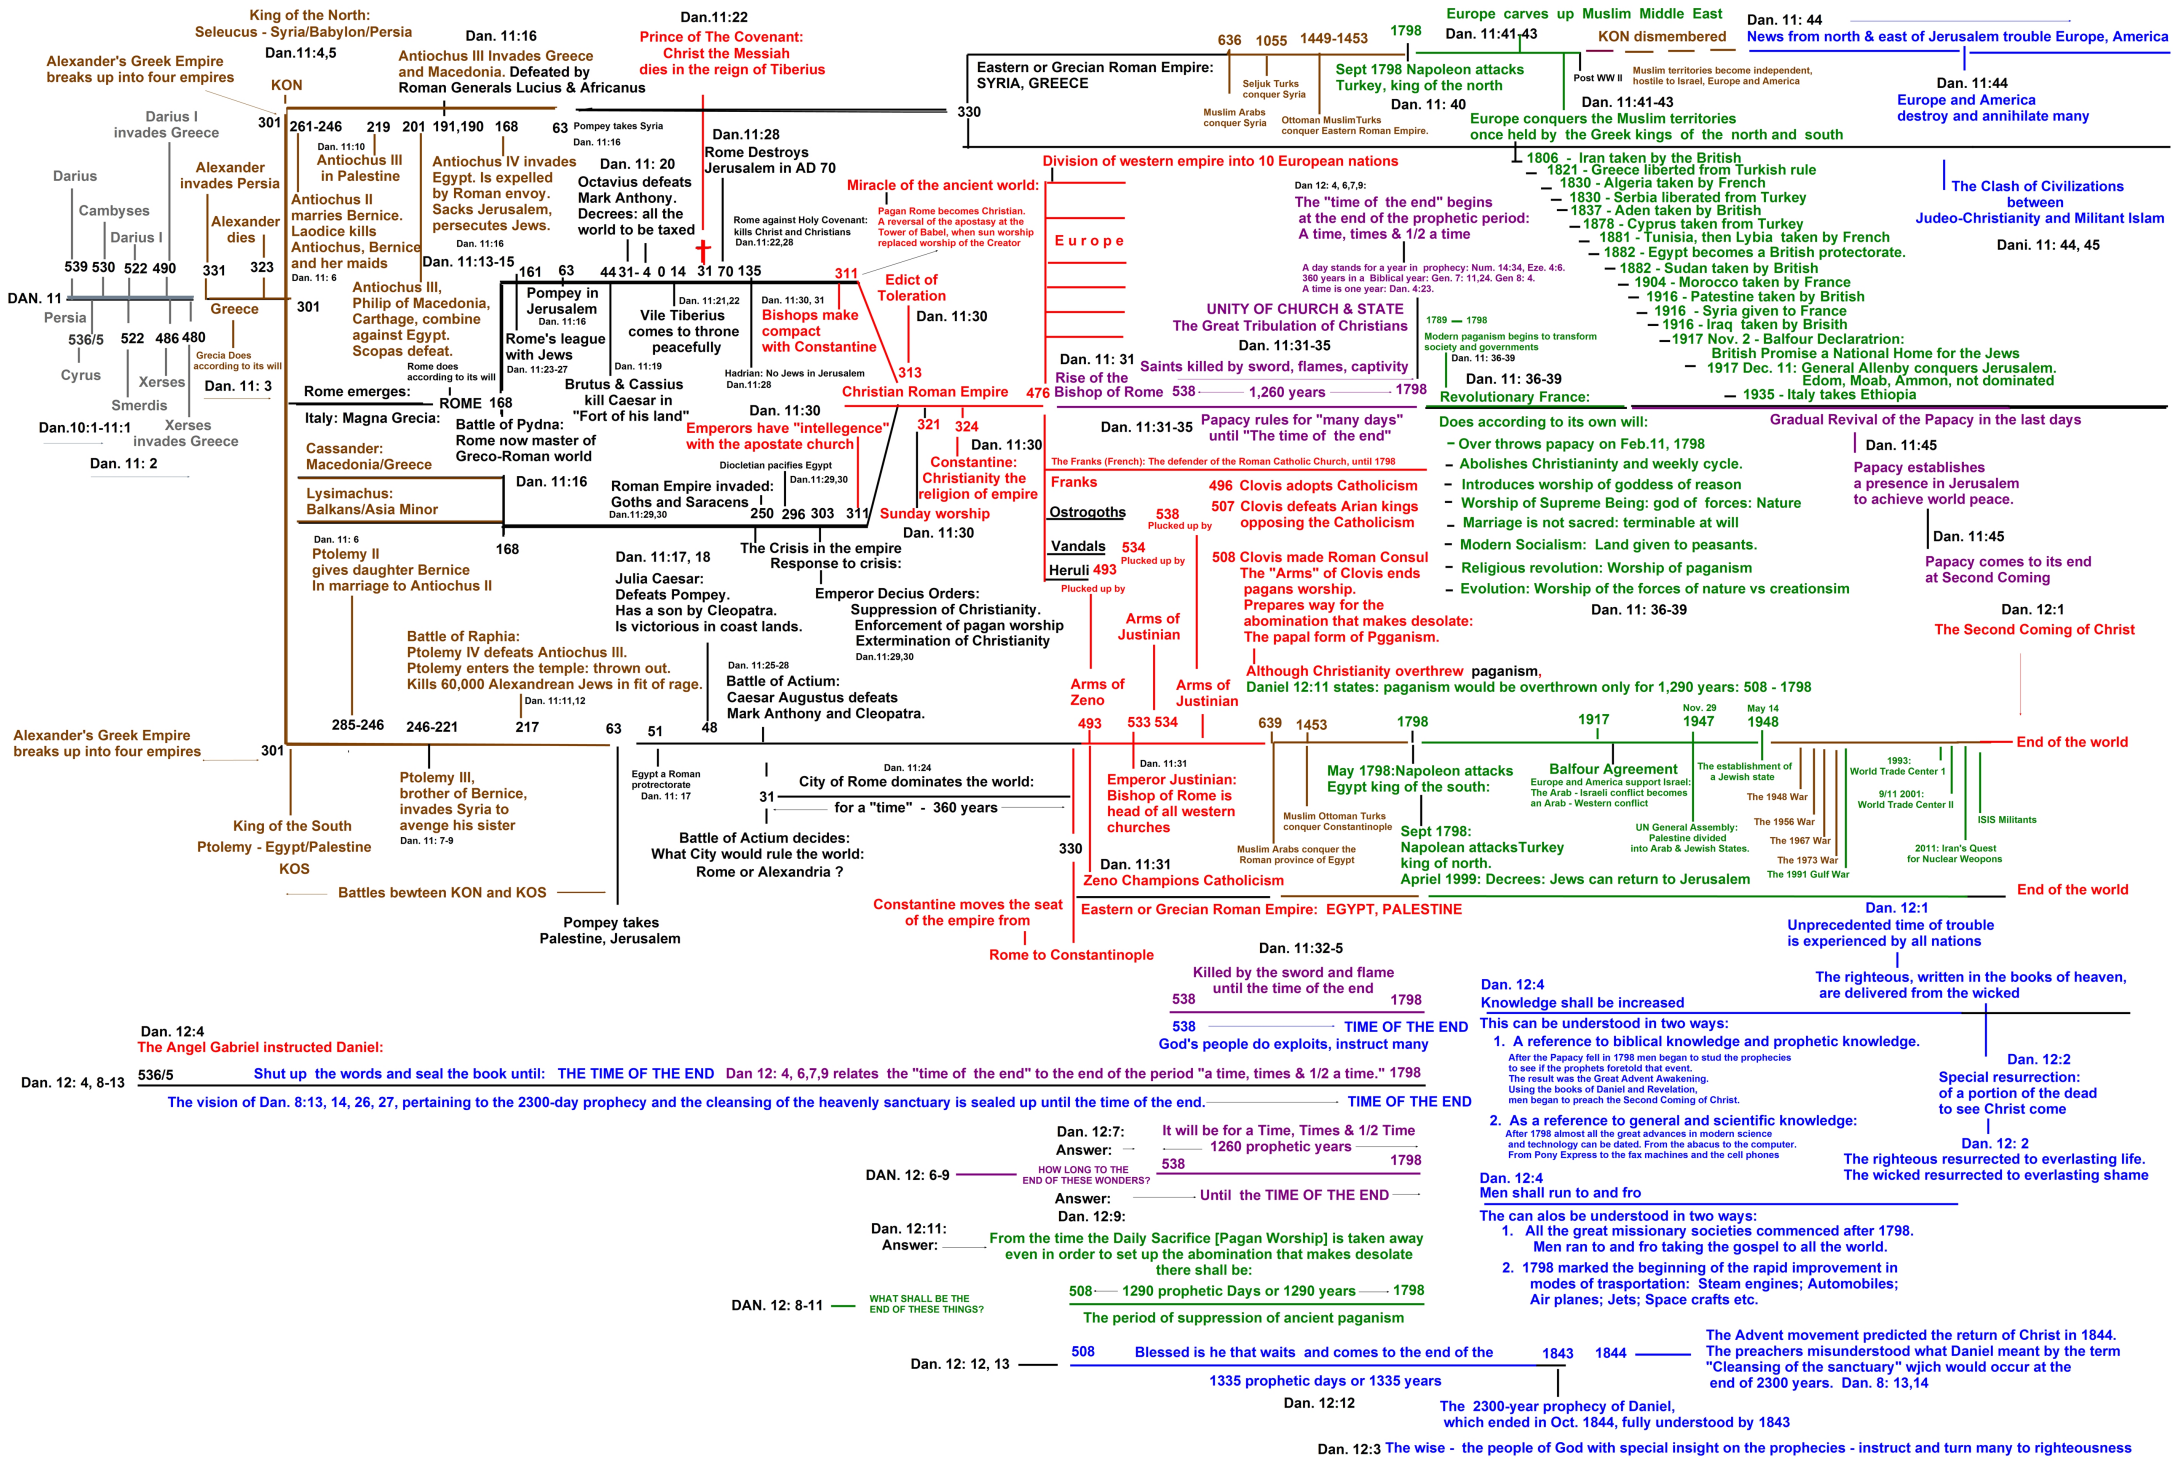 King of the North:
Seleucus - Syria/Babylon/Persia
Dan.11:4,5
Alexander's Greek Empire
breaks up into four empires
KON
301
Dan.11:16
Antiochus III Invades Greece
and Macedonia. Defeated by
Roman Generals Lucius & Africanus
Dan.11:22
Prince of The Covenant:
Christ the Messiah
dies in the reign of Tiberius
Eastern or Grecian Roman Empire:
SYRIA, GREECE
330
636
1055
1449-1453
1798
Seljuk Turks
conquer Syria
Muslim Arabs
conquer Syria
Ottoman MuslimTurks
conquer Eastern Roman Empire.
Sept 1798 Napoleon attacks
Turkey, king of the north
Dan. 11: 40
Europe carves up Muslim Middle East
Dan. 11:41-43
KON dismembered
Post WW II
Muslim territories become independent,
hostile to Israel, Europe and America
Dan. 11: 44
News from north & east of Jerusalem trouble Europe, America
Dan. 11:44
Europe and America
destroy and annihilate many
Dan. 11:41-43
Europe conquers the Muslim territories
once held by the Greek kings of the north and south
1806 - Iran taken by the British
1821 - Greece liberted from Turkish rule
1830 - Algeria taken by French
1830 - Serbia liberated from Turkey
1837 - Aden taken by British
1878 - Cyprus taken from Turkey
1881 - Tunisia, then Lybia taken by French
1882 - Egypt becomes a British protectorate.
1882 - Sudan taken by British
1904 - Morocco taken by France
1916 - Patestine taken by British
1916 - Syria given to France
1916 - Iraq taken by Brisith
1917 Nov. 2 - Balfour Declaratrion:
British Promise a National Home for the Jews
1917 Dec. 11: General Allenby conquers Jerusalem.
Edom, Moab, Ammon, not dominated
1935 - Italy takes Ethiopia
The Clash of Civilizations
between
Judeo-Christianity and Militant Islam
Dani. 11: 44, 45
Darius I
invades Greece
Darius
Cambyses
Darius I
539 530 522 490
DAN. 11
Persia
536/5
522
486 480
Cyrus
Smerdis
Xerses
Xerses
invades Greece
Dan.10:1-11:1
Dan. 11: 2
Alexander
invades Persia
Alexander
dies
331
323
Greece
301
Grecia Does
according to its will
Dan. 11: 3
261-246
219
201
191,190
168
63
Pompey takes Syria
Dan. 11:16
Dan. 11:10
Antiochus III
in Palestine
Antiochus II
marries Bernice.
Laodice kills
Antiochus, Bernice
and her maids
Dan. 11: 6
Antiochus IV invades
Egypt. Is expelled
by Roman envoy.
Sacks Jerusalem,
persecutes Jews.
Dan. 11:16
Dan. 11:13-15
Antiochus III,
Philip of Macedonia,
Carthage, combine
against Egypt.
Scopas defeat.
Rome does
according to its will
Rome emerges:
ROME 168
Italy: Magna Grecia:
Cassander:
Macedonia/Greece
Lysimachus:
Balkans/Asia Minor
Battle of Pydna:
Rome now master of
Greco-Roman world
Dan. 11:16
168
Dan. 11: 20
Octavius defeats
Mark Anthony.
Decrees: all the
world to be taxed
Dan.11:28
Rome Destroys
Jerusalem in AD 70
Rome against Holy Covenant:
kills Christ and Christians
Dan.11:22,28
161 63 44 31- 4 0 14 31 70 135 311
Pompey in
Jerusalem
Dan. 11:16
Rome's league
with Jews
Dan. 11:23-27
Dan. 11:19
Brutus & Cassius
kill Caesar in
"Fort of his land"
Dan. 11:21,22
Vile Tiberius
comes to throne
peacefully
Hadrian: No Jews in Jerusalem
Dan.11:28
Dan. 11:30, 31
Bishops make
compact
with Constantine
Dan. 11:30
Emperors have "intellegence"
with the apostate church
Diocletian pacifies Egypt
Dan.11:29,30
Roman Empire invaded:
Goths and Saracens
Dan.11:29,30
250 296 303 311
The Crisis in the empire
Response to crisis:
Emperor Decius Orders:
Suppression of Christianity.
Enforcement of pagan worship
Extermination of Christianity
Dan.11:29,30
Miracle of the ancient world:
Pagan Rome becomes Christian.
A reversal of the apostasy at the
Tower of Babel, when sun worship
replaced worship of the Creator
Edict of
Toleration
Dan. 11:30
313
Christian Roman Empire
476
321
324
Dan. 11:30
Constantine:
Christianity the
religion of empire
Sunday worship
Dan. 11:30
Division of western empire into 10 European nations
Europe
Dan 12: 4, 6,7,9:
The "time of the end" begins
at the end of the prophetic period:
A time, times & 1/2 a time
A day stands for a year in prophecy: Num. 14:34, Eze. 4:6.
360 years in a Biblical year: Gen. 7: 11,24. Gen 8: 4.
A time is one year: Dan. 4:23.
UNITY OF CHURCH & STATE
The Great Tribulation of Christians
Dan. 11:31-35
Dan. 11: 31
Saints killed by sword, flames, captivity
Rise of the
Bishop of Rome
538
1,260 years
1798
Dan. 11:31-35
Papacy rules for "many days"
until "The time of the end"
1789 — 1798
Modern paganism begins to transform
society and governments
Dan. 11: 36-39
Dan. 11: 36-39
Revolutionary France:
Does according to its own will:
– Over throws papacy on Feb.11, 1798
– Abolishes Christianinty and weekly cycle.
– Introduces worship of goddess of reason
– Worship of Supreme Being: god of forces: Nature
– Marriage is not sacred: terminable at will
– Modern Socialism: Land given to peasants.
– Religious revolution: Worship of paganism
– Evolution: Worship of the forces of nature vs creationsim
Dan. 11: 36-39
Gradual Revival of the Papacy in the last days
Dan. 11:45
Papacy establishes
a presence in Jerusalem
to achieve world peace.
Dan. 11:45
Papacy comes to its end
at Second Coming
Dan. 12:1
The Second Coming of Christ
The Franks (French): The defender of the Roman Catholic Church, until 1798
Franks
Ostrogoths
Vandals
Heruli
538
Plucked up by
534
Plucked up by
493
Plucked up by
496 Clovis adopts Catholicism
507 Clovis defeats Arian kings
opposing the Catholicism
508 Clovis made Roman Consul
The "Arms" of Clovis ends
pagans worship.
Prepares way for the
abomination that makes desolate:
The papal form of Pgganism.
Although Christianity overthrew paganism,
Daniel 12:11 states: paganism would be overthrown only for 1,290 years: 508 - 1798
Arms of
Justinian
Arms of
Zeno
Arms of
Justinian
Dan. 11: 6
Ptolemy II
gives daughter Bernice
In marriage to Antiochus II
Battle of Raphia:
Ptolemy IV defeats Antiochus III.
Ptolemy enters the temple: thrown out.
Kills 60,000 Alexandrean Jews in fit of rage.
Dan. 11:11,12
Dan. 11:17, 18
Julia Caesar:
Defeats Pompey.
Has a son by Cleopatra.
Is victorious in coast lands.
Dan. 11:25-28
Battle of Actium:
Caesar Augustus defeats
Mark Anthony and Cleopatra.
285-246
246-221
217
63
51
48
493
533 534
639
1453
1798
1917
Nov. 29
1947
May 14
1948
Alexander's Greek Empire
breaks up into four empires
301
Ptolemy III,
brother of Bernice,
invades Syria to
avenge his sister
Dan. 11: 7-9
King of the South
Ptolemy - Egypt/Palestine
KOS
Battles bewteen KON and KOS
Pompey takes
Palestine, Jerusalem
Egypt a Roman
protrectorate
Dan. 11: 17
Dan. 11:24
City of Rome dominates the world:
31
for a "time" - 360 years
Battle of Actium decides:
What City would rule the world:
Rome or Alexandria ?
330
Constantine moves the seat
of the empire from
Rome to Constantinople
Dan. 11:31
Emperor Justinian:
Bishop of Rome is
head of all western
churches
Dan. 11:31
Zeno Champions Catholicism
Eastern or Grecian Roman Empire: EGYPT, PALESTINE
Muslim Ottoman Turks
conquer Constantinople
Muslim Arabs conquer the
Roman province of Egypt
May 1798:Napoleon attacks
Egypt king of the south:
Sept 1798:
Napolean attacksTurkey
king of north.
Apriel 1999: Decrees: Jews can return to Jerusalem
Balfour Agreement
Europe and America support Israel:
The Arab - Israeli conflict becomes
an Arab - Western conflict
UN General Assembly:
Palestine divided
into Arab & Jewish States.
The establishment of
a Jewish state
The 1948 War
The 1956 War
The 1967 War
The 1973 War
The 1991 Gulf War
1993:
World Trade Center 1
9/11 2001:
World Trade Center II
ISIS Militants
2011: Iran's Quest
for Nuclear Weopons
End of the world
End of the world
Dan. 12:1
Unprecedented time of trouble
is experienced by all nations
The righteous, written in the books of heaven,
are delivered from the wicked
Dan. 12:2
Special resurrection:
of a portion of the dead
to see Christ come
Dan. 12: 2
The righteous resurrected to everlasting life.
The wicked resurrected to everlasting shame
Dan. 11:32-5
Killed by the sword and flame
until the time of the end
538
1798
538
TIME OF THE END
God's people do exploits, instruct many
Dan. 12:4
The Angel Gabriel instructed Daniel:
Dan. 12: 4, 8-13
536/5
Shut up the words and seal the book until: THE TIME OF THE END
Dan 12: 4, 6,7,9 relates the "time of the end" to the end of the period "a time, times & 1/2 a time." 1798
The vision of Dan. 8:13, 14, 26, 27, pertaining to the 2300-day prophecy and the cleansing of the heavenly sanctuary is sealed up until the time of the end.
TIME OF THE END
Dan. 12:4
Knowledge shall be increased
This can be understood in two ways:
1. A reference to biblical knowledge and prophetic knowledge.
After the Papacy fell in 1798 men began to stud the prophecies
to see if the prophets foretold that event.
The result was the Great Advent Awakening.
Using the books of Daniel and Revelation,
men began to preach the Second Coming of Christ.
2. As a reference to general and scientific knowledge:
After 1798 almost all the great advances in modern science
and technology can be dated. From the abacus to the computer.
From Pony Express to the fax machines and the cell phones
Dan. 12:4
Men shall run to and fro
The can alos be understood in two ways:
1. All the great missionary societies commenced after 1798.
Men ran to and fro taking the gospel to all the world.
2. 1798 marked the beginning of the rapid improvement in
modes of trasportation: Steam engines; Automobiles;
Air planes; Jets; Space crafts etc.
Dan. 12:7:
Answer:
It will be for a Time, Times & 1/2 Time
1260 prophetic years
538
1798
DAN. 12: 6-9
HOW LONG TO THE
END OF THESE WONDERS?
Answer:
Until the TIME OF THE END
Dan. 12:9:
Dan. 12:11:
Answer:
From the time the Daily Sacrifice [Pagan Worship] is taken away
even in order to set up the abomination that makes desolate
there shall be:
508
1290 prophetic Days or 1290 years
1798
DAN. 12: 8-11
WHAT SHALL BE THE
END OF THESE THINGS?
The period of suppression of ancient paganism
Dan. 12: 12, 13
508
Blessed is he that waits and comes to the end of the
1843
1335 prophetic days or 1335 years
Dan. 12:12
1844
The Advent movement predicted the return of Christ in 1844.
The preachers misunderstood what Daniel meant by the term
"Cleansing of the sanctuary" wjich would occur at the
end of 2300 years. Dan. 8: 13,14
The 2300-year prophecy of Daniel,
which ended in Oct. 1844, fully understood by 1843
Dan. 12:3 The wise - the people of God with special insight on the prophecies - instruct and turn many to righteousness